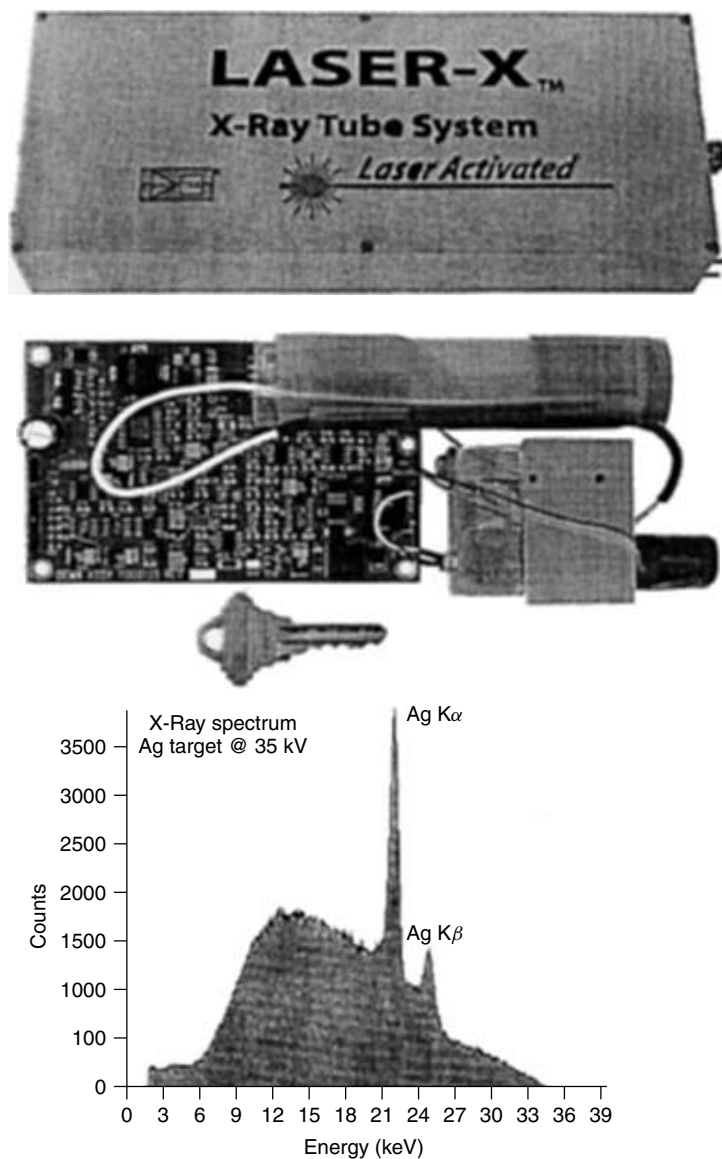 LASER-X™
X-Ray Tube System
Laser Activated
X-Ray spectrum
Ag target @ 35 kV
Ag Kα
Ag Kβ
Counts
3500
3000
2500
2000
1500
1000
100
0
0 3 6 9 12 15 18 21 24 27 30 33 36 39
Energy (keV)